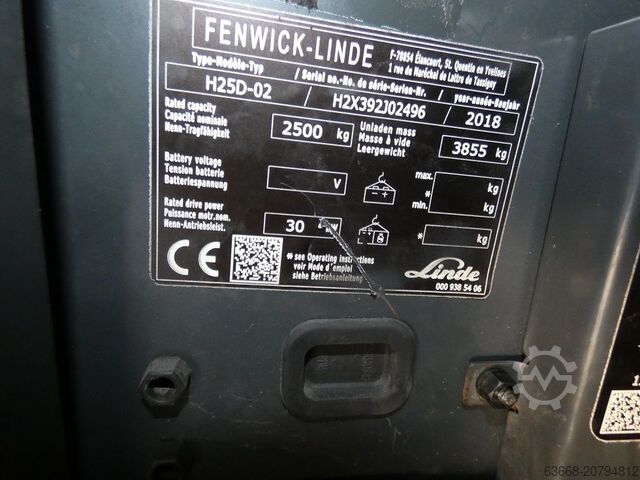 FENWICK-LINDE
F-78854 Élancourt, St. Quentin en Yvelines
1 rue du Maréchal de Lattre de Tassigny
Type-Modèle-Typ / Serial no.-No. de série-Serien-Nr. / year-année-Baujahr
H25D-02 / H2X392J02496 / 2018
Rated capacity
Capacité nominale
Nenn-Tragfähigkeit
2500 kg
Unladen mass
Masse à vide
Leergewicht
3855 kg
Battery voltage
Tension batterie
Batteriespannung
V
max.
*
min.
kg
kg
Rated drive power
Puissance motr.nom.
Nenn-Antriebsleist.
30 kW
* kg
CE
* see Operating Instructions
voir Mode d'emploi
siehe Betriebsanleitung
Linde
000 938 54 06
63668-20794812